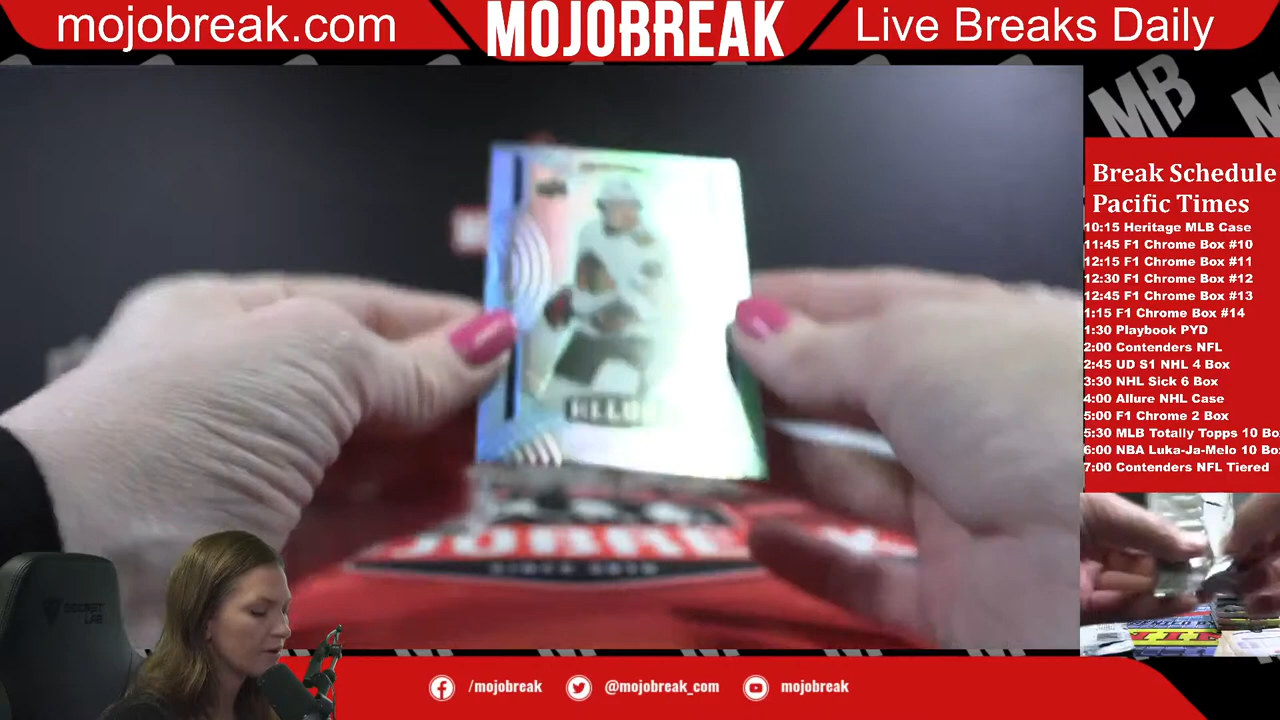 mojobreak.com
MOJOBREAK
Live Breaks Daily
MB
Break Schedule
Pacific Times
10:15 Heritage MLB Case
11:45 F1 Chrome Box #10
12:15 F1 Chrome Box #11
12:30 F1 Chrome Box #12
12:45 F1 Chrome Box #13
1:15 F1 Chrome Box #14
1:30 Playbook PYD
2:00 Contenders NFL
2:45 UD S1 NHL 4 Box
3:30 NHL Sick 6 Box
4:00 Allure NHL Case
5:00 F1 Chrome 2 Box
5:30 MLB Totally Topps 10 Bo
6:00 NBA Luka-Ja-Melo 10 Bo
7:00 Contenders NFL Tiered
SECRET
LAB
/mojobreak
@mojobreak_com
mojobreak